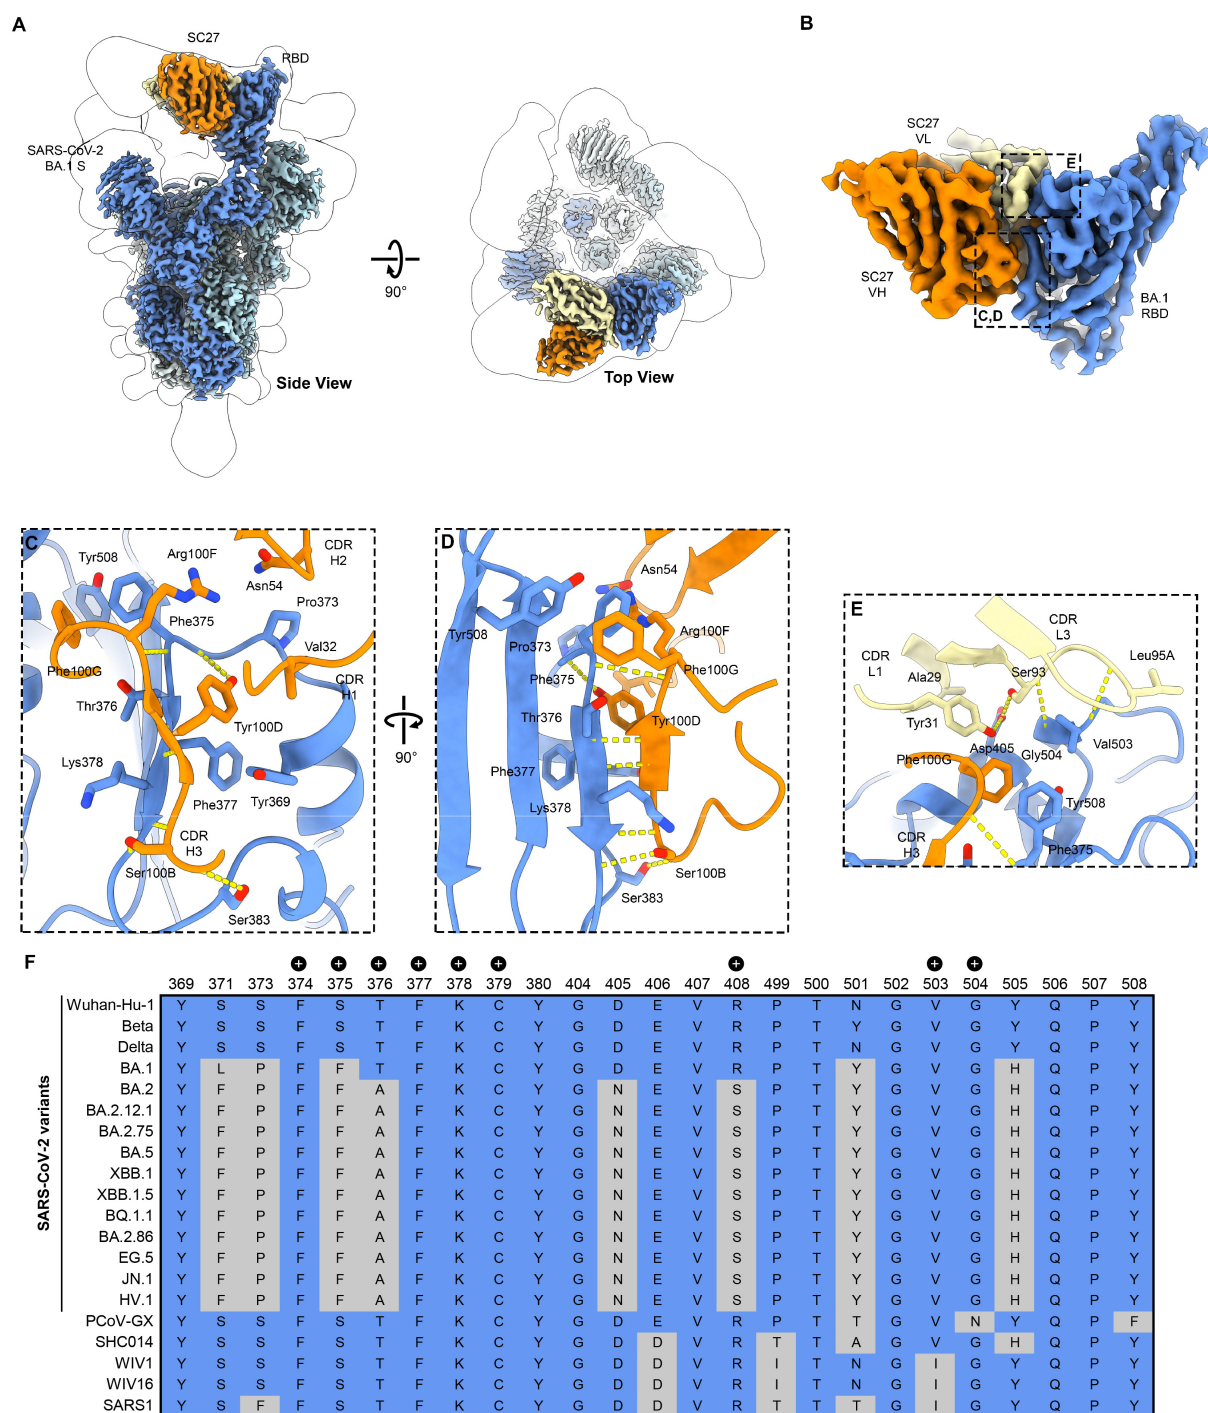 A
SC27
RBD
SARS-CoV-2
BA.1 S
90°
Side View
Top View
B
SC27
VL
E
SC27
VH
C,D
BA.1
RBD
C
Tyr508
Arg100F
CDR
H2
Asn54
Pro373
Phe375
Val32
Phe100G
CDR
H1
Thr376
Tyr100D
Lys378
Phe377
Tyr369
CDR
H3
Ser100B
Ser383
90°
D
Asn54
Tyr508
Arg100F
Pro373
Phe100G
Phe375
Thr376
Tyr100D
Phe377
Lys378
Ser100B
Ser383
E
CDR
L3
CDR
L1
Leu95A
Ser93
Ala29
Tyr31
Asp405
Gly504
Val503
Phe100G
Tyr508
CDR
H3
Phe375
F
+ + + + + + + + +
369 371 373 374 375 376 377 378 379 380 404 405 406 407 408 499 500 501 502 503 504 505 506 507 508
SARS-CoV-2 variants
Wuhan-Hu-1 Y S S F S T F K C Y G D E V R P T N G V G Y Q P Y
Beta Y S S F S T F K C Y G D E V R P T Y G V G Y Q P Y
Delta Y S S F S T F K C Y G D E V R P T N G V G Y Q P Y
BA.1 Y L P F F T F K C Y G D E V R P T Y G V G H Q P Y
BA.2 Y F P F F A F K C Y G N E V S P T Y G V G H Q P Y
BA.2.12.1 Y F P F F A F K C Y G N E V S P T Y G V G H Q P Y
BA.2.75 Y F P F F A F K C Y G N E V S P T Y G V G H Q P Y
BA.5 Y F P F F A F K C Y G N E V S P T Y G V G H Q P Y
XBB.1 Y F P F F A F K C Y G N E V S P T Y G V G H Q P Y
XBB.1.5 Y F P F F A F K C Y G N E V S P T Y G V G H Q P Y
BQ.1.1 Y F P F F A F K C Y G N E V S P T Y G V G H Q P Y
BA.2.86 Y F P F F A F K C Y G N E V S P T Y G V G H Q P Y
EG.5 Y F P F F A F K C Y G N E V S P T Y G V G H Q P Y
JN.1 Y F P F F A F K C Y G N E V S P T Y G V G H Q P Y
HV.1 Y F P F F A F K C Y G N E V S P T Y G V G H Q P Y
PCoV-GX Y S S F S T F K C Y G D E V R P T T G V N Y Q P F
SHC014 Y S S F S T F K C Y G D D V R T T A G V G H Q P Y
WIV1 Y S S F S T F K C Y G D D V R I T N G I G Y Q P Y
WIV16 Y S S F S T F K C Y G D D V R I T N G I G Y Q P Y
SARS1 Y S F F S T F K C Y G D D V R T T T G I G Y Q P Y